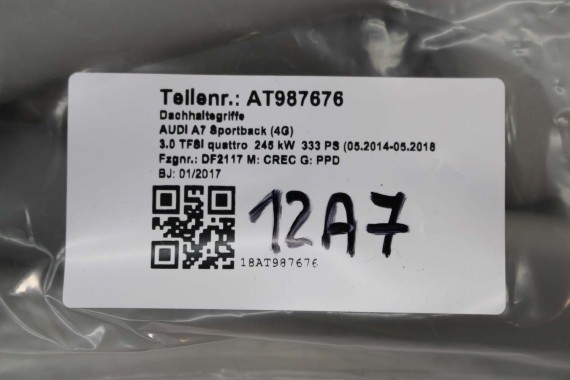 Teilenr.: AT987676
Dachhaltegriffe
AUDI A7 Sportback (4G)
3.0 TFSI quattro 245 kW 333 PS (05.2014-05.2018
Fzgnr.: DF2117 M: CREC G: PPD
BJ: 01/2017
12A7
18AT987676